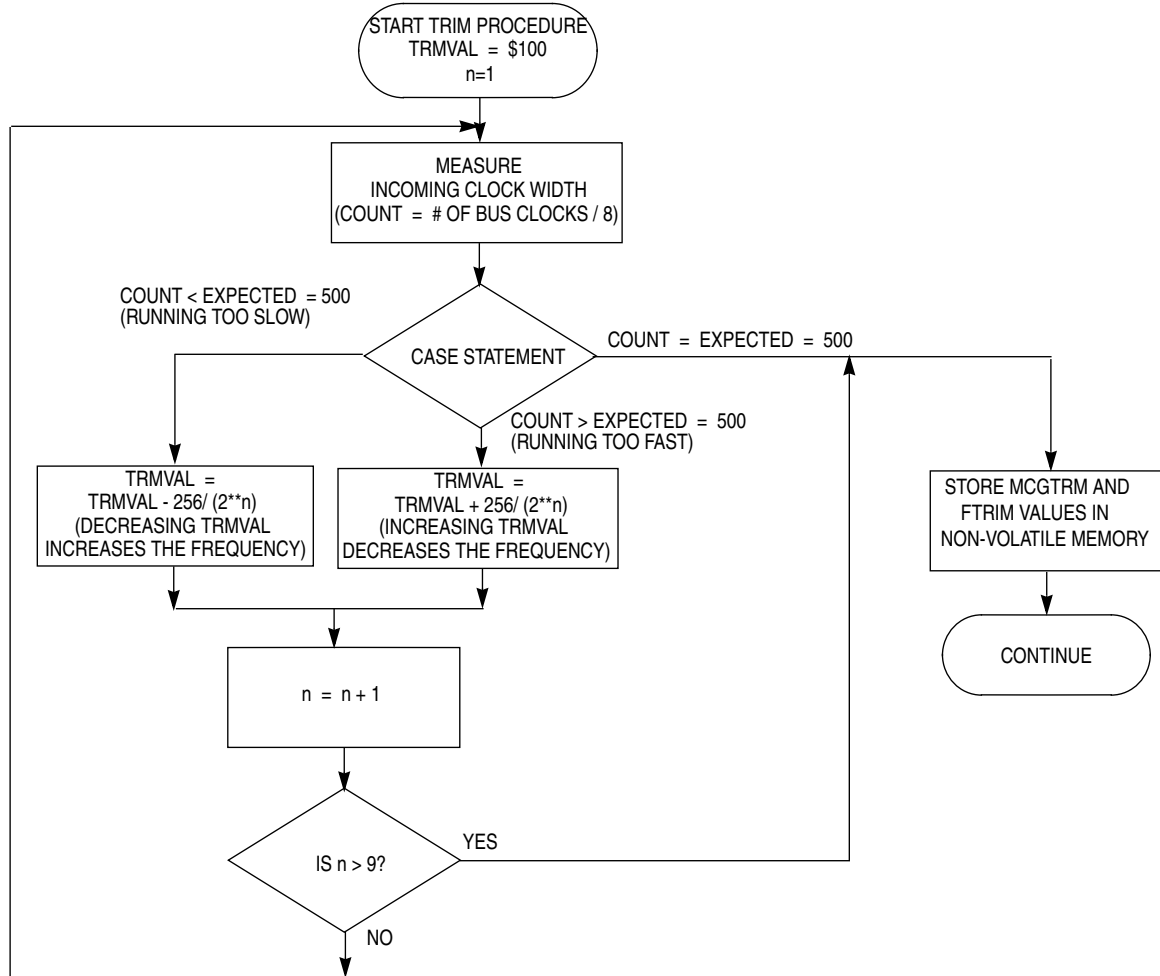 START TRIM PROCEDURE
TRMVAL = $100
n=1
MEASURE
INCOMING CLOCK WIDTH
(COUNT = # OF BUS CLOCKS / 8)
COUNT < EXPECTED = 500
(RUNNING TOO SLOW)
CASE STATEMENT
COUNT = EXPECTED = 500
COUNT > EXPECTED = 500
(RUNNING TOO FAST)
TRMVAL =
TRMVAL - 256/ (2**n)
(DECREASING TRMVAL
INCREASES THE FREQUENCY)
TRMVAL =
TRMVAL + 256/ (2**n)
(INCREASING TRMVAL
DECREASES THE FREQUENCY)
STORE MCGTRM AND
FTRIM VALUES IN
NON-VOLATILE MEMORY
CONTINUE
n = n + 1
IS n > 9?
YES
NO